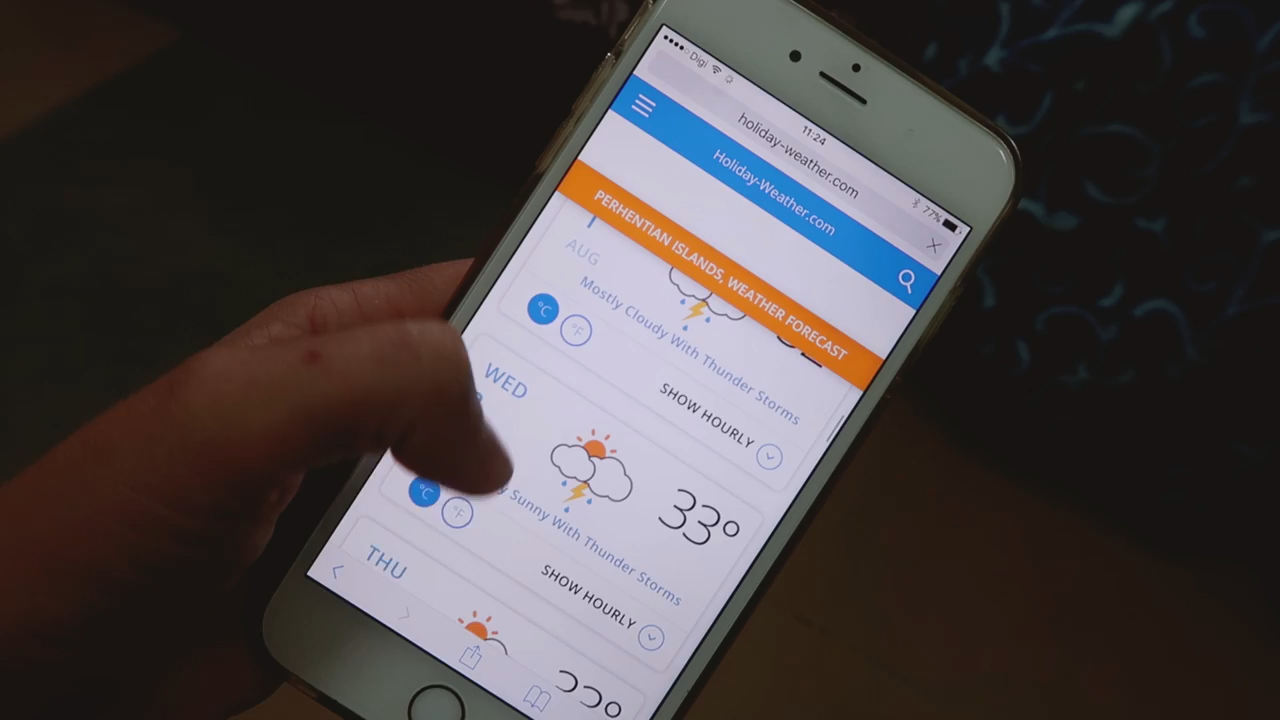 Digi
11:24
77%
holiday-weather.com
Holiday-Weather.com
PERHENTIAN ISLANDS, WEATHER FORECAST
AUG
Mostly Cloudy With Thunder Storms
°C °F
SHOW HOURLY
WED
33°
Sunny With Thunder Storms
°C °F
SHOW HOURLY
THU